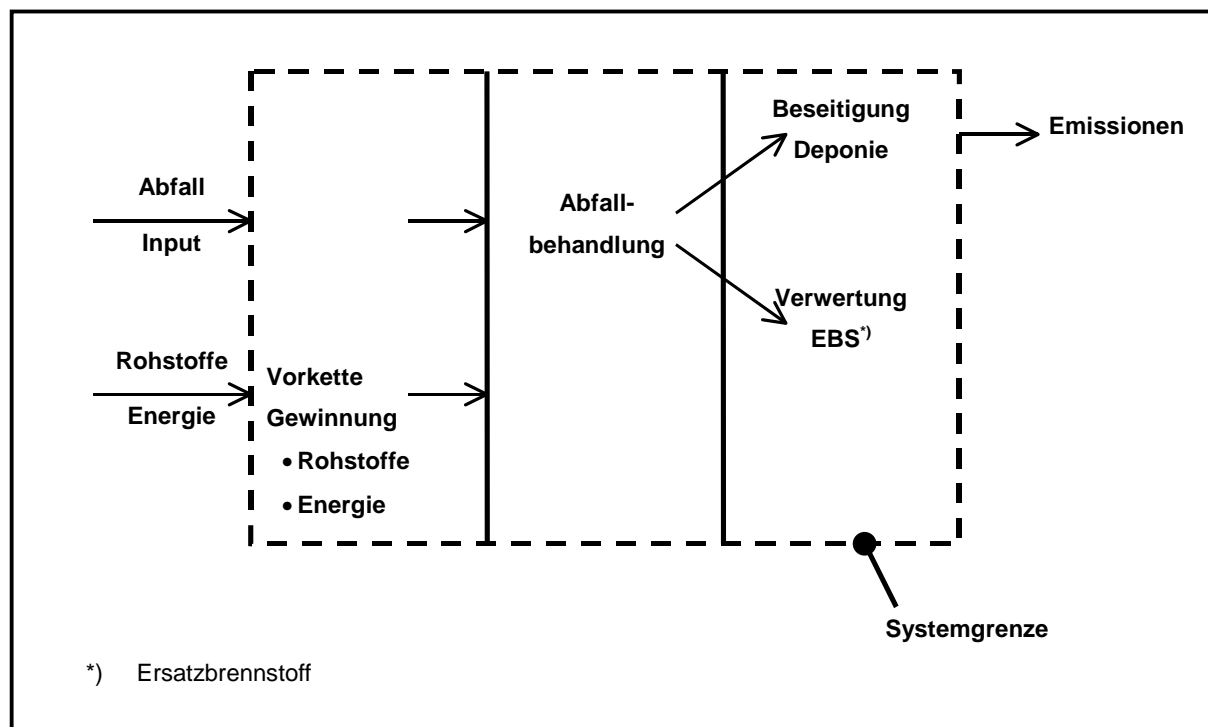 Abfall
Input
Rohstoffe
Energie
Vorkette
Gewinnung
• Rohstoffe
• Energie
Abfall-
behandlung
Beseitigung
Deponie
Verwertung
EBS*)
Emissionen
Systemgrenze
*) Ersatzbrennstoff